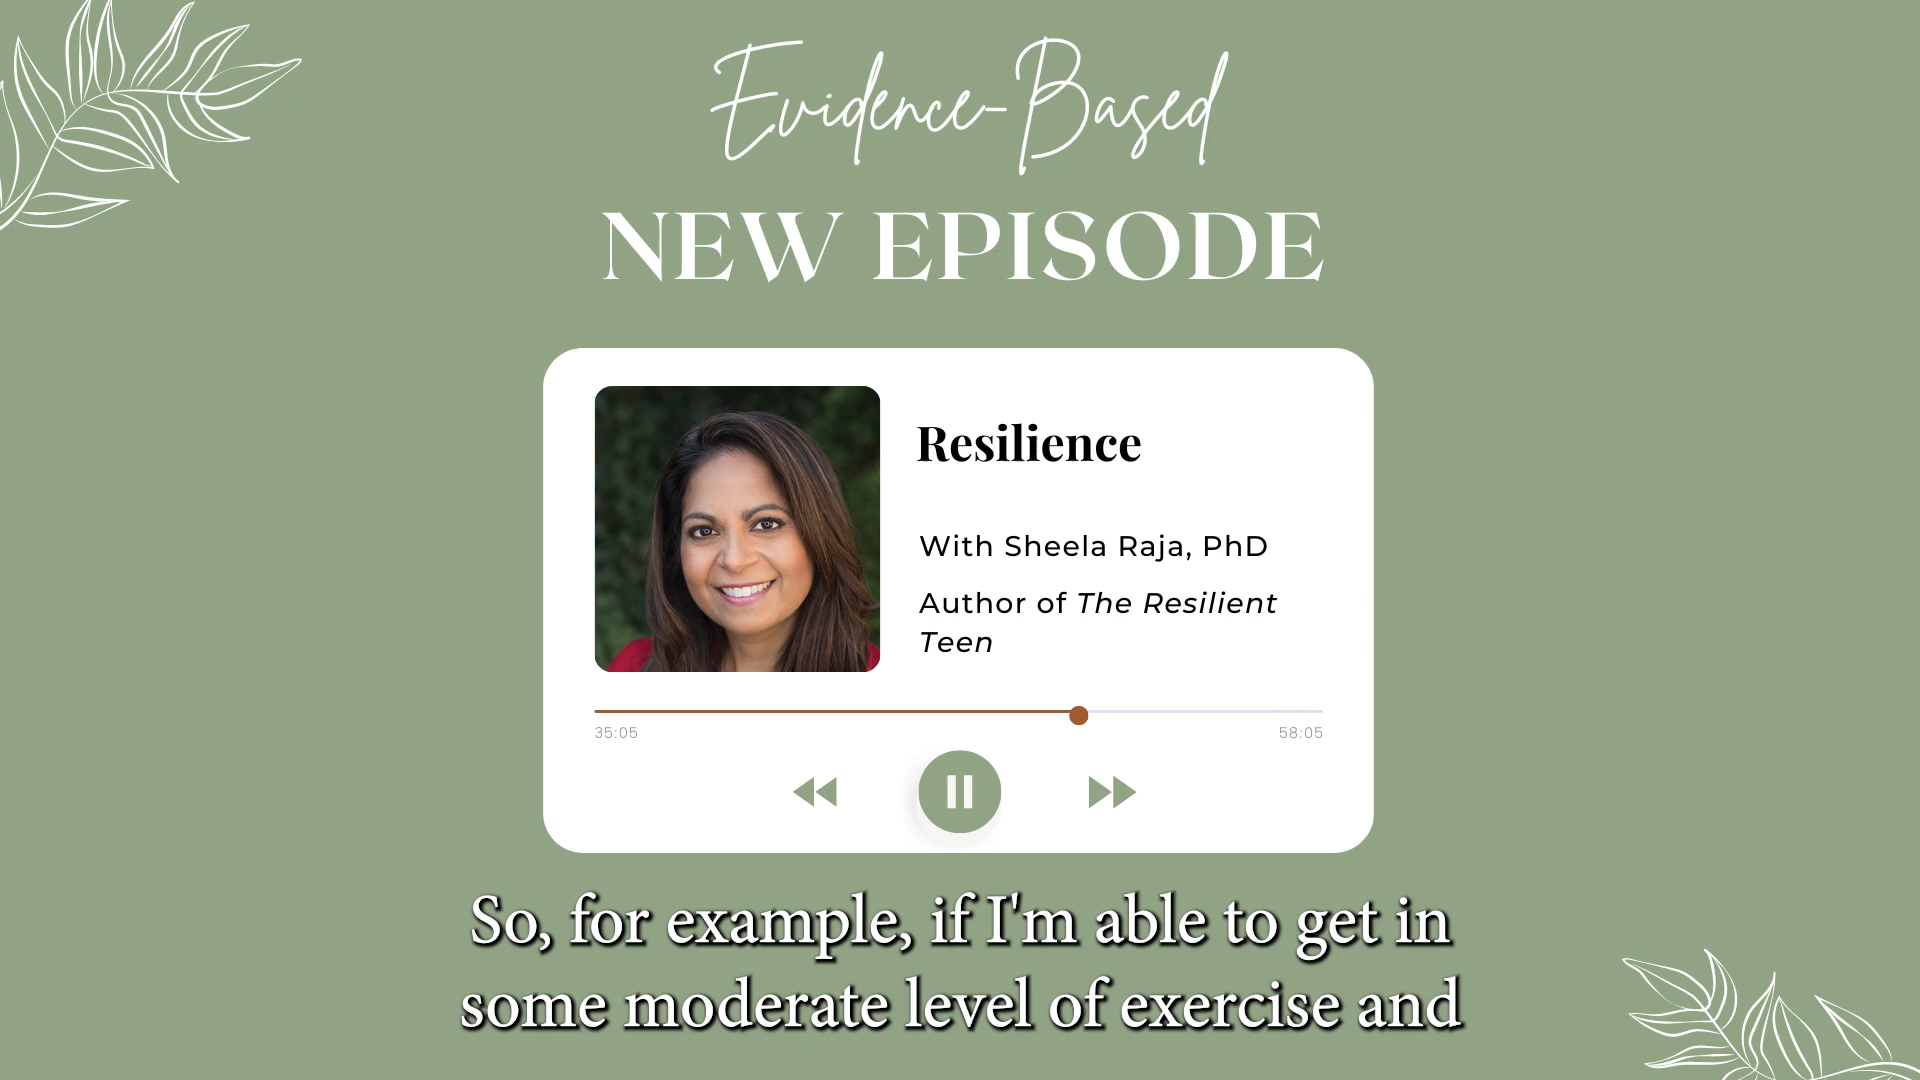 Evidence-Based
NEW EPISODE
Resilience
With Sheela Raja, PhD
Author of The Resilient
Teen
35:05
58:05
So, for example, if I'm able to get in
some moderate level of exercise and